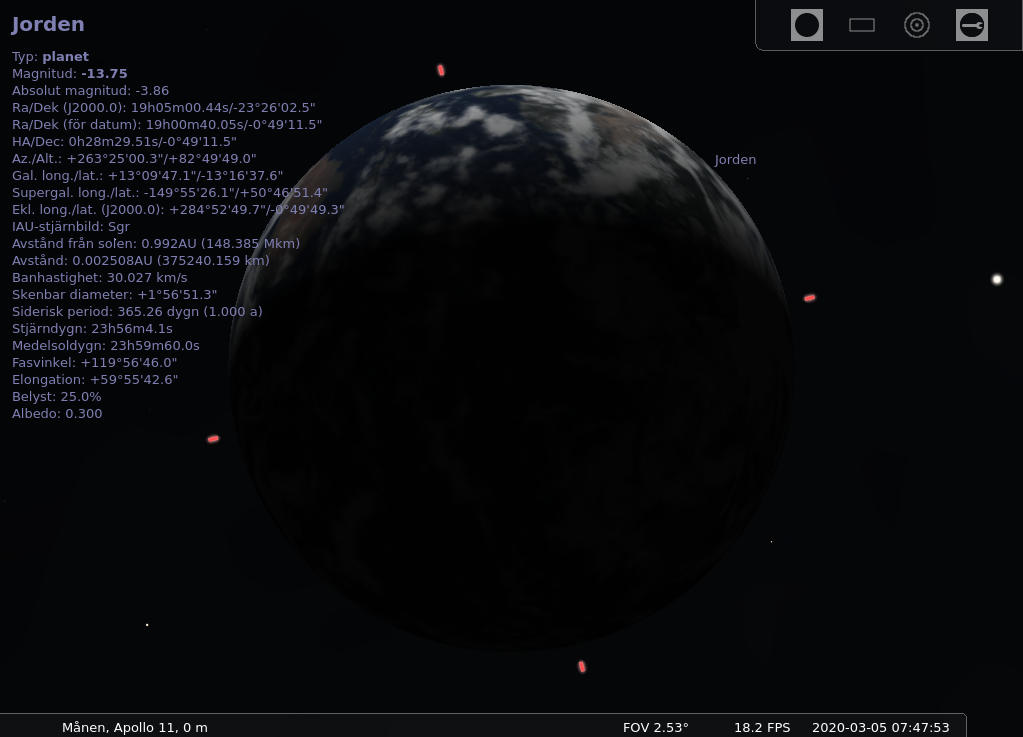 Jorden
Typ: planet
Magnitud: -13.75
Absolut magnitud: -3.86
Ra/Dek (J2000.0): 19h05m00.44s/-23°26'02.5"
Ra/Dek (för datum): 19h00m40.05s/-0°49'11.5"
HA/Dec: 0h28m29.51s/-0°49'11.5"
Az./Alt.: +263°25'00.3"/+82°49'49.0"
Gal. long./lat.: +13°09'47.1"/-13°16'37.6"
Supergal. long./lat.: -149°55'26.1"/+50°46'51.4"
Ekl. long./lat. (J2000.0): +284°52'49.7"/-0°49'49.3"
IAU-stjärnbild: Sgr
Avstånd från solen: 0.992AU (148.385 Mkm)
Avstånd: 0.002508AU (375240.159 km)
Banhastighet: 30.027 km/s
Skenbar diameter: +1°56'51.3"
Siderisk period: 365.26 dygn (1.000 a)
Stjärndygn: 23h56m4.1s
Medelsoldygn: 23h59m60.0s
Fasvinkel: +119°56'46.0"
Elongation: +59°55'42.6"
Belyst: 25.0%
Albedo: 0.300
Jorden
Månen, Apollo 11, 0 m FOV 2.53° 18.2 FPS 2020-03-05 07:47:53